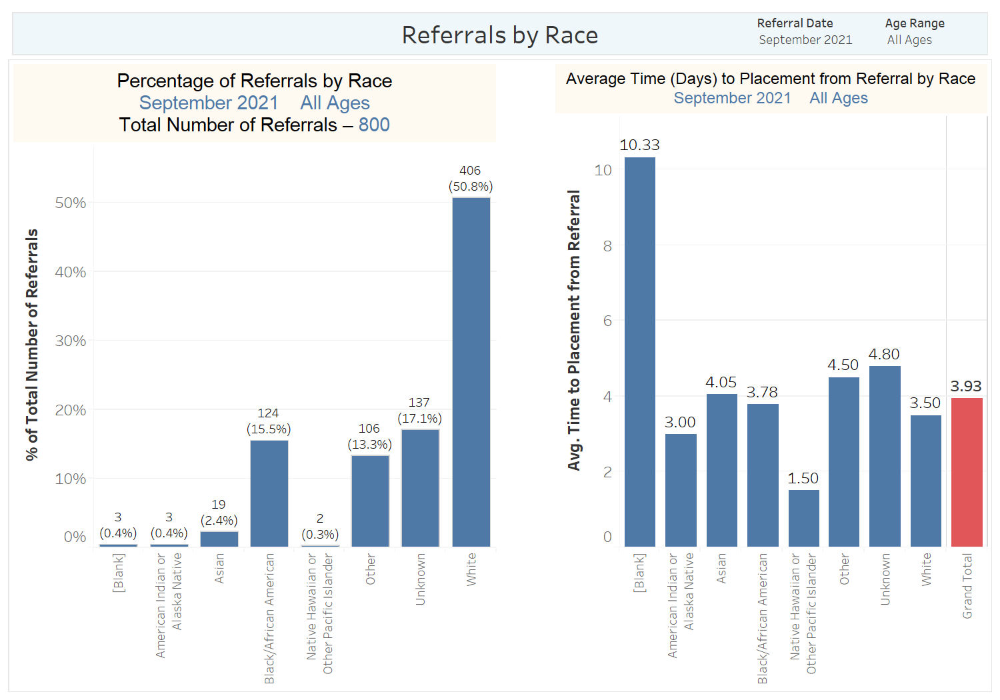 Referrals by Race
Referral Date
September 2021
Age Range
All Ages
Percentage of Referrals by Race
September 2021 All Ages
Total Number of Referrals – 800
% of Total Number of Referrals
50%
40%
30%
20%
10%
0%
3
(0.4%)
3
(0.4%)
19
(2.4%)
124
(15.5%)
2
(0.3%)
106
(13.3%)
137
(17.1%)
406
(50.8%)
[Blank]
American Indian or
Alaska Native
Asian
Black/African American
Native Hawaiian or
Other Pacific Islander
Other
Unknown
White
Average Time (Days) to Placement from Referral by Race
September 2021 All Ages
Avg. Time to Placement from Referral
10
8
6
4
2
0
10.33
3.00
4.05
3.78
1.50
4.50
4.80
3.50
3.93
[Blank]
American Indian or
Alaska Native
Asian
Black/African American
Native Hawaiian or
Other Pacific Islander
Other
Unknown
White
Grand Total